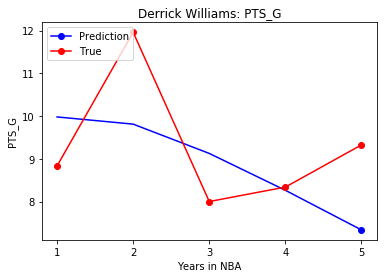 Derrick Williams: PTS_G
Prediction
True
12
11
10
9
8
PTS_G
1
2
3
4
5
Years in NBA